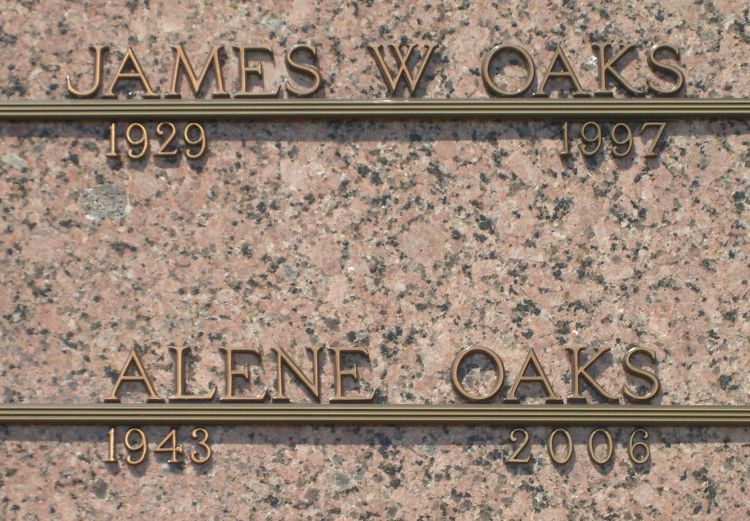 JAMES W OAKS
1929 1997
ALENE OAKS
1943 2006